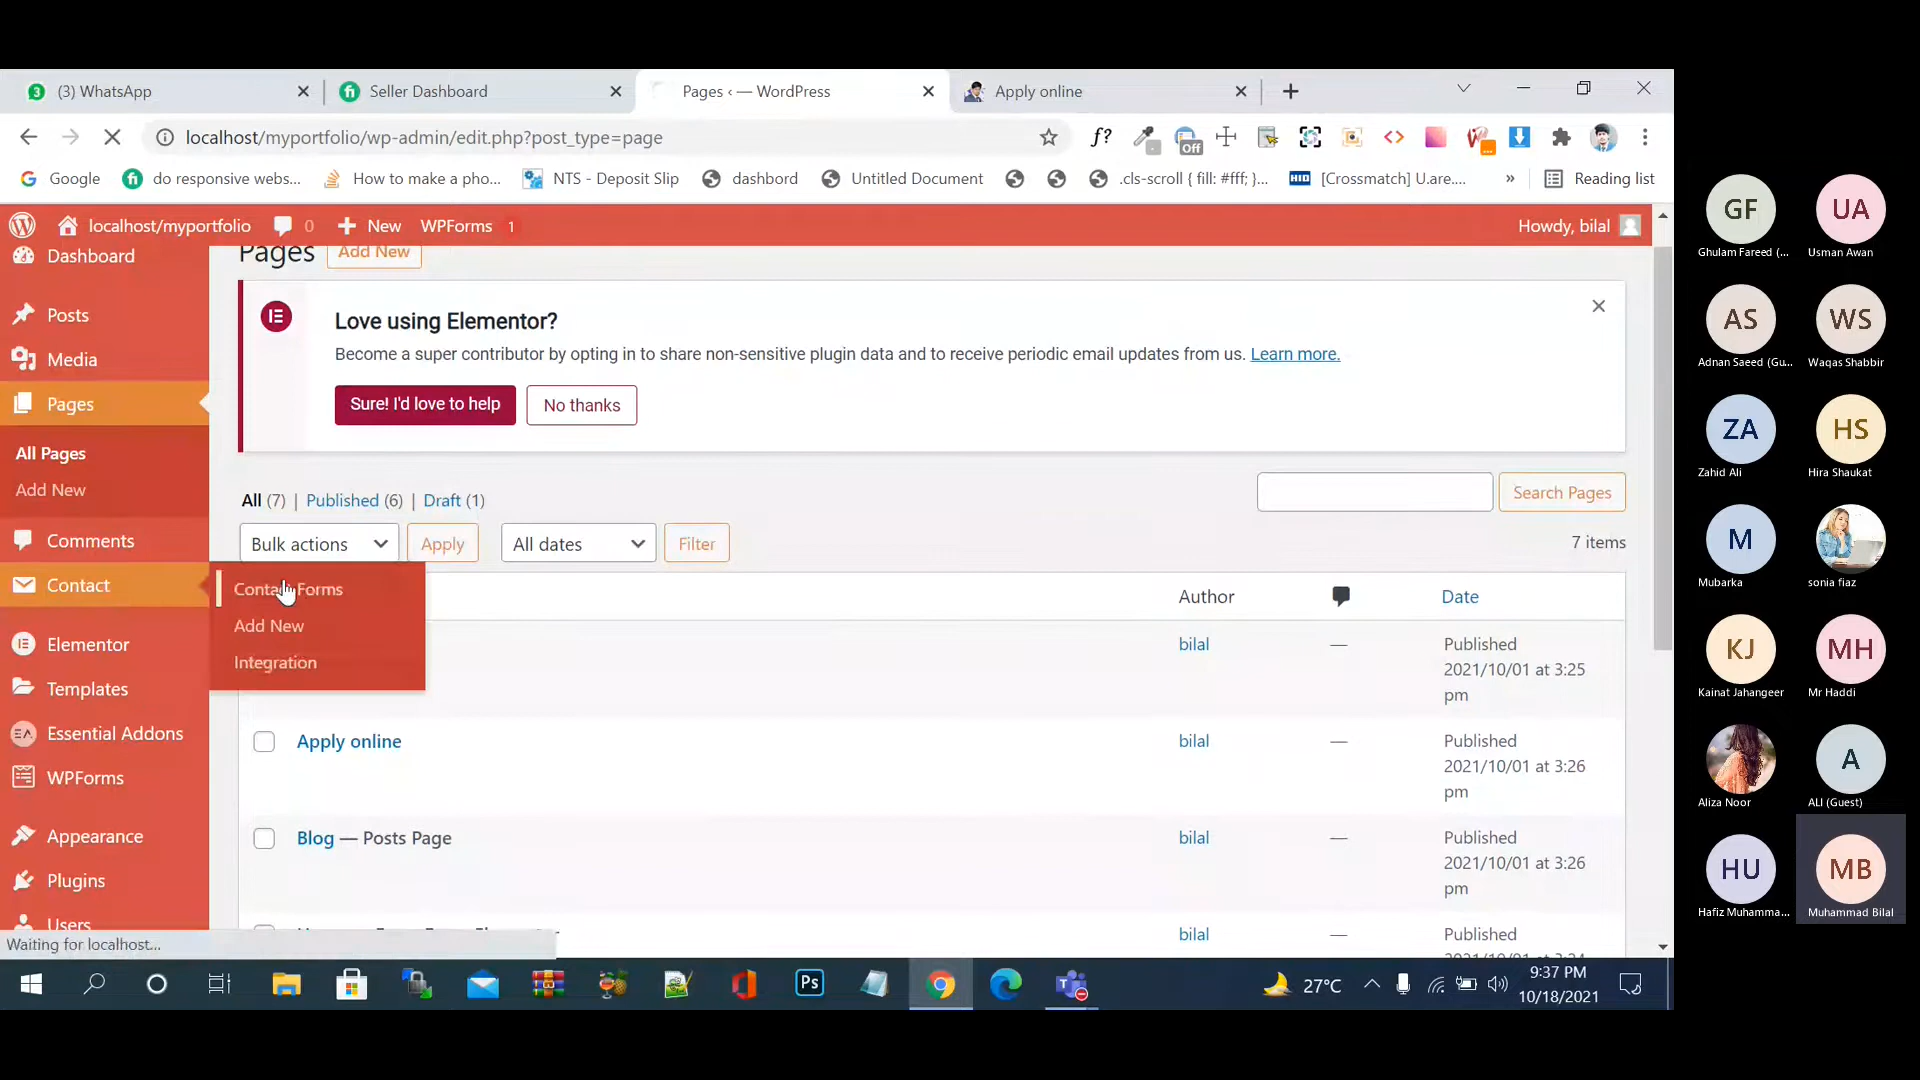 (3) WhatsApp
Seller Dashboard
Pages ‹ — WordPress
Apply online
localhost/myportfolio/wp-admin/edit.php?post_type=page
f?
Off
Google
do responsive webs...
How to make a pho...
NTS - Deposit Slip
dashbord
Untitled Document
.cls-scroll { fill: #fff; }...
HID
[Crossmatch] U.are....
»
Reading list
localhost/myportfolio
0
New
WPForms 1
Howdy, bilal
Dashboard
Posts
Media
Pages
All Pages
Add New
Comments
Contact
Elementor
Templates
Essential Addons
WPForms
Appearance
Plugins
Users
Contact Forms
Add New
Integration
Pages
Add New
Love using Elementor?
Become a super contributor by opting in to share non-sensitive plugin data and to receive periodic email updates from us. Learn more.
Sure! I'd love to help
No thanks
All (7) | Published (6) | Draft (1)
Search Pages
Bulk actions
Apply
All dates
Filter
7 items
Author
Date
bilal
—
Published
2021/10/01 at 3:25
pm
Apply online
bilal
—
Published
2021/10/01 at 3:26
pm
Blog — Posts Page
bilal
—
Published
2021/10/01 at 3:26
pm
bilal
—
Published
Waiting for localhost...
Ps
27°C
9:37 PM
10/18/2021
GF
Ghulam Fareed (...
UA
Usman Awan
AS
Adnan Saeed (Gu...
WS
Waqas Shabbir
ZA
Zahid Ali
HS
Hira Shaukat
M
Mubarka
sonia fiaz
KJ
Kainat Jahangeer
MH
Mr Haddi
Aliza Noor
A
ALI (Guest)
HU
Hafiz Muhamma...
MB
Muhammad Bilal